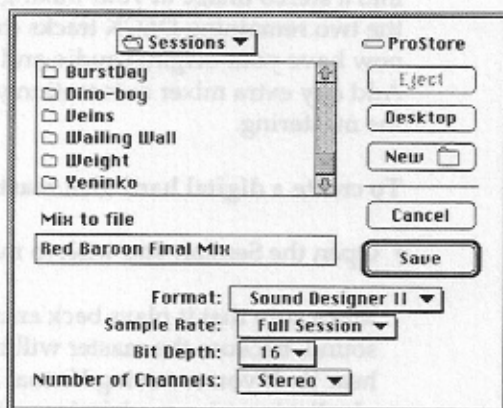 Sessions
ProStore
BurstDay
Dino-boy
Veins
Wailing Wall
Weight
Yeninko
Eject
Desktop
New
Mix to file
Red Baroon Final Mix
Cancel
Save
Format: Sound Designer II
Sample Rate: Full Session
Bit Depth: 16
Number of Channels: Stereo